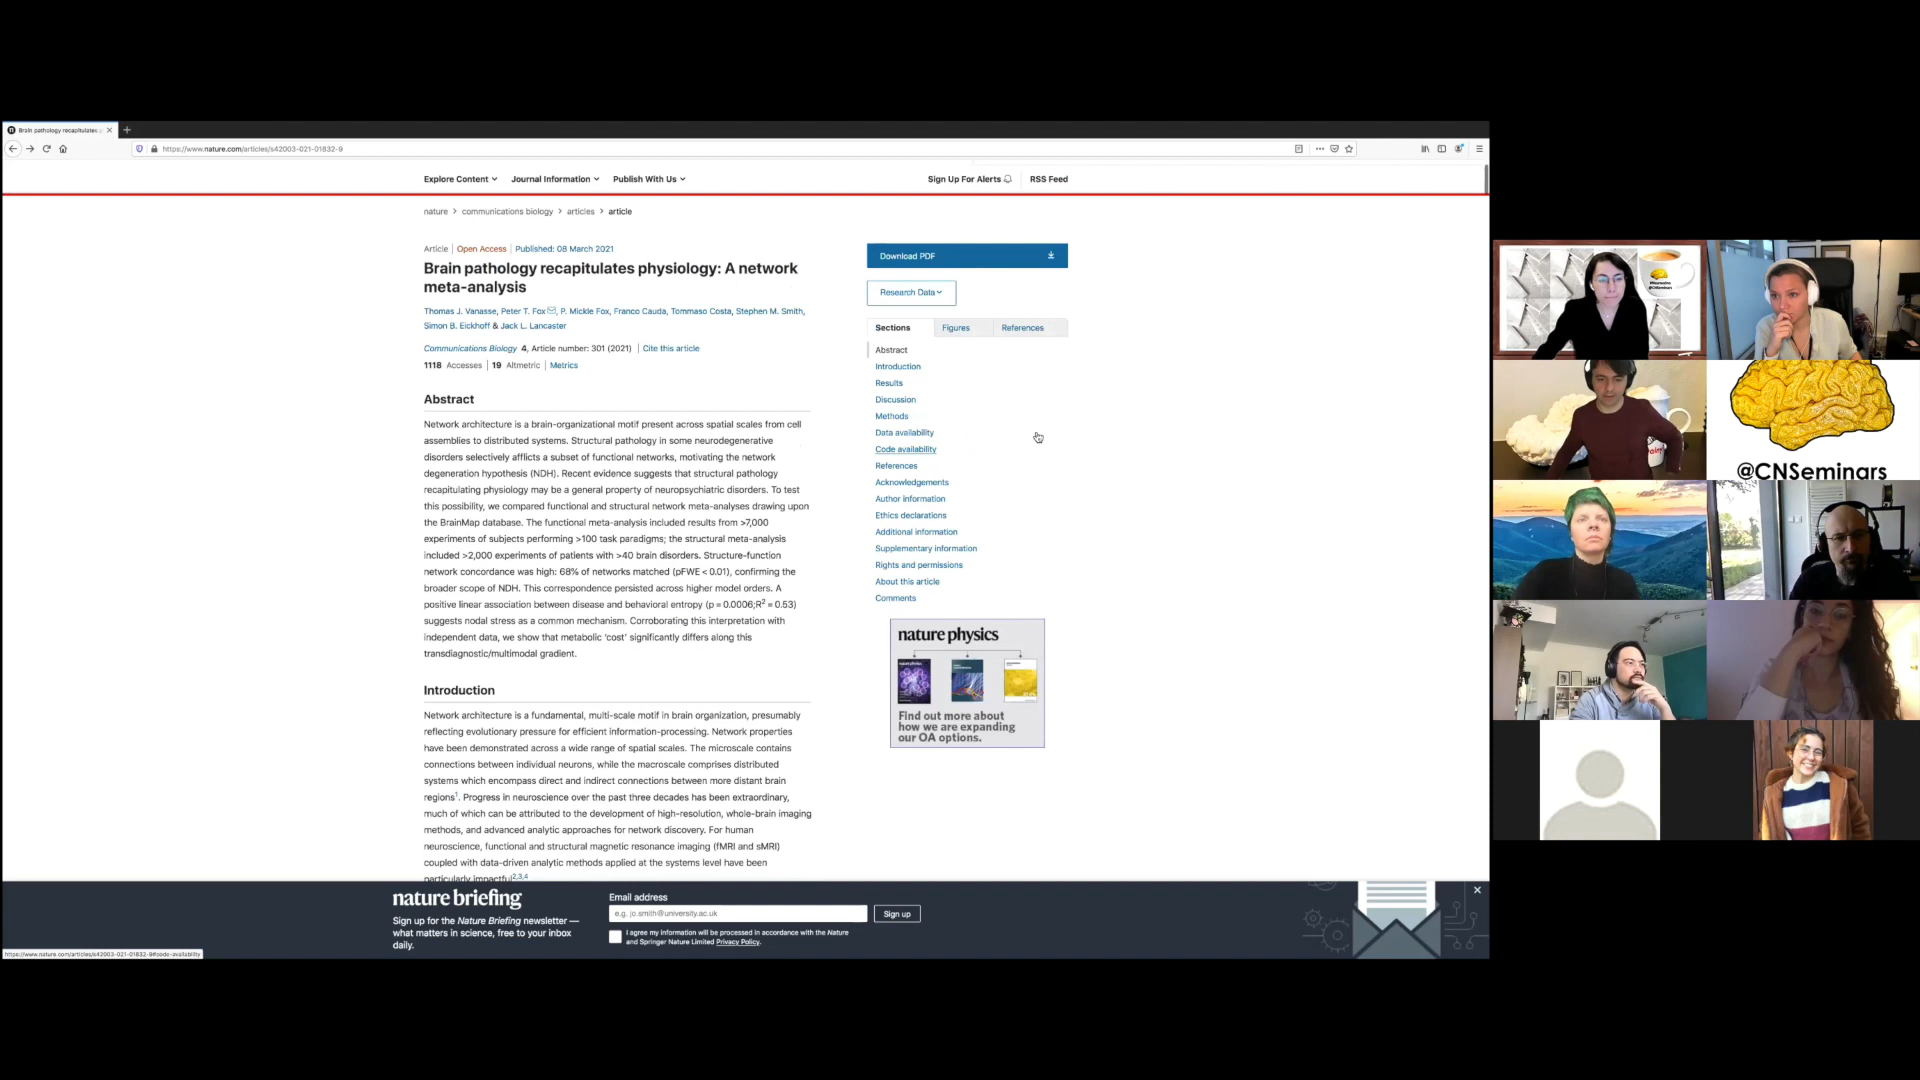 Brain pathology recapitulates
https://www.nature.com/articles/s42003-021-01832-9
Explore Content
Journal Information
Publish With Us
Sign Up For Alerts
RSS Feed
nature > communications biology > articles > article
Article | Open Access | Published: 08 March 2021
Brain pathology recapitulates physiology: A network
meta-analysis
Thomas J. Vanasse, Peter T. Fox, P. Mickle Fox, Franco Cauda, Tommaso Costa, Stephen M. Smith,
Simon B. Eickhoff & Jack L. Lancaster
Communications Biology 4, Article number: 301 (2021) | Cite this article
1118 Accesses | 19 Altmetric | Metrics
Abstract
Network architecture is a brain-organizational motif present across spatial scales from cell
assemblies to distributed systems. Structural pathology in some neurodegenerative
disorders selectively afflicts a subset of functional networks, motivating the network
degeneration hypothesis (NDH). Recent evidence suggests that structural pathology
recapitulating physiology may be a general property of neuropsychiatric disorders. To test
this possibility, we compared functional and structural network meta-analyses drawing upon
the BrainMap database. The functional meta-analysis included results from >7,000
experiments of subjects performing >100 task paradigms; the structural meta-analysis
included >2,000 experiments of patients with >40 brain disorders. Structure-function
network concordance was high: 68% of networks matched (pFWE < 0.01), confirming the
broader scope of NDH. This correspondence persisted across higher model orders. A
positive linear association between disease and behavioral entropy (p = 0.0006;R2 = 0.53)
suggests nodal stress as a common mechanism. Corroborating this interpretation with
independent data, we show that metabolic ‘cost’ significantly differs along this
transdiagnostic/multimodal gradient.
Introduction
Network architecture is a fundamental, multi-scale motif in brain organization, presumably
reflecting evolutionary pressure for efficient information-processing. Network properties
have been demonstrated across a wide range of spatial scales. The microscale contains
connections between individual neurons, while the macroscale comprises distributed
systems which encompass direct and indirect connections between more distant brain
regions1. Progress in neuroscience over the past three decades has been extraordinary,
much of which can be attributed to the development of high-resolution, whole-brain imaging
methods, and advanced analytic approaches for network discovery. For human
neuroscience, functional and structural magnetic resonance imaging (fMRI and sMRI)
coupled with data-driven analytic methods applied at the systems level have been
particularly impactful2,3,4
Download PDF
Research Data
Sections
Figures
References
Abstract
Introduction
Results
Discussion
Methods
Data availability
Code availability
References
Acknowledgements
Author information
Ethics declarations
Additional information
Supplementary information
Rights and permissions
About this article
Comments
nature physics
Find out more about
how we are expanding
our OA options.
nature briefing
Sign up for the Nature Briefing newsletter —
what matters in science, free to your inbox
daily.
Email address
e.g. jo.smith@university.ac.uk
Sign up
I agree my information will be processed in accordance with the Nature
and Springer Nature Limited Privacy Policy.
https://www.nature.com/articles/s42003-021-01832-9#code-availability
@CNSeminars